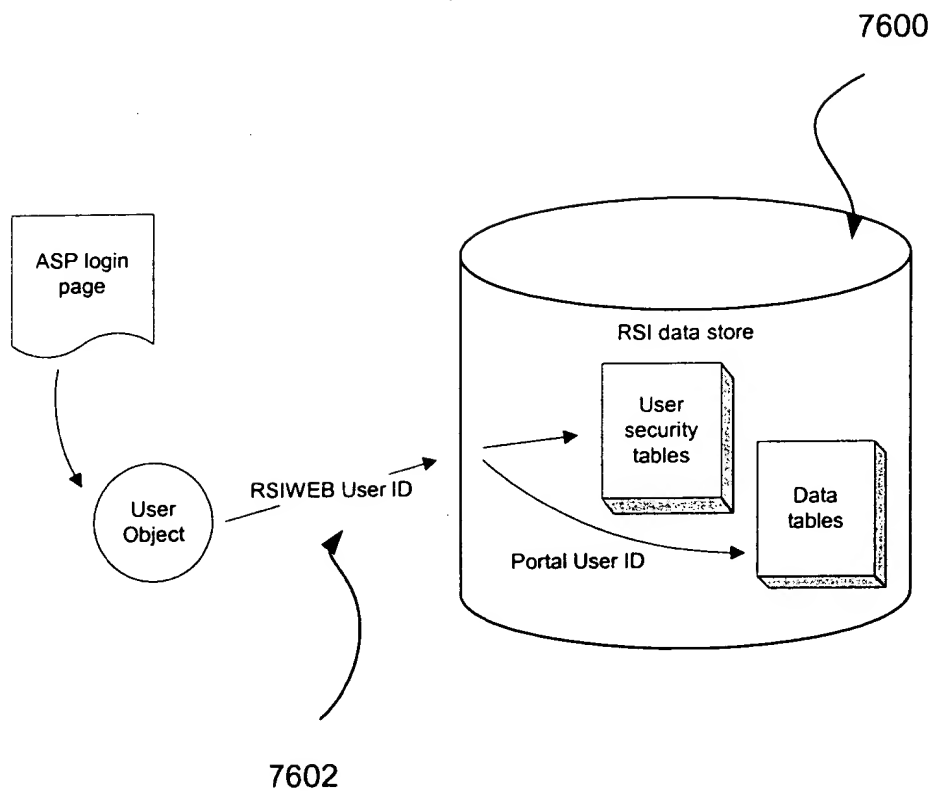 7600
ASP login
page
RSI data store
User
security
tables
RSIWEB User ID
User
Object
Data
tables
Portal User ID
7602